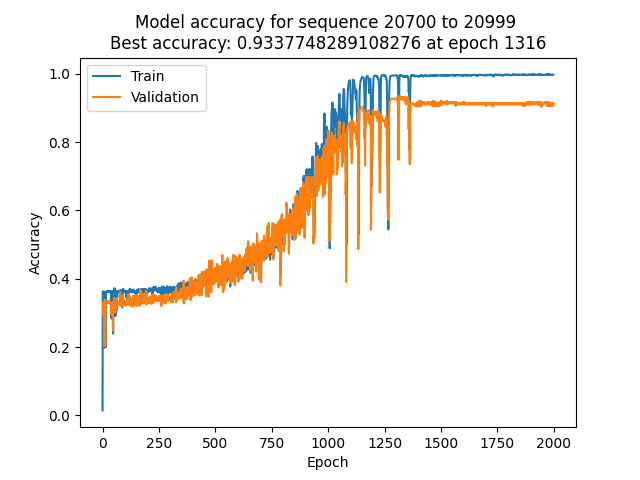 Model accuracy for sequence 20700 to 20999
Best accuracy: 0.9337748289108276 at epoch 1316
Train
Validation
1.0
0.8
0.6
0.4
0.2
0.0
Accuracy
0
250
500
750
1000
1250
1500
1750
2000
Epoch